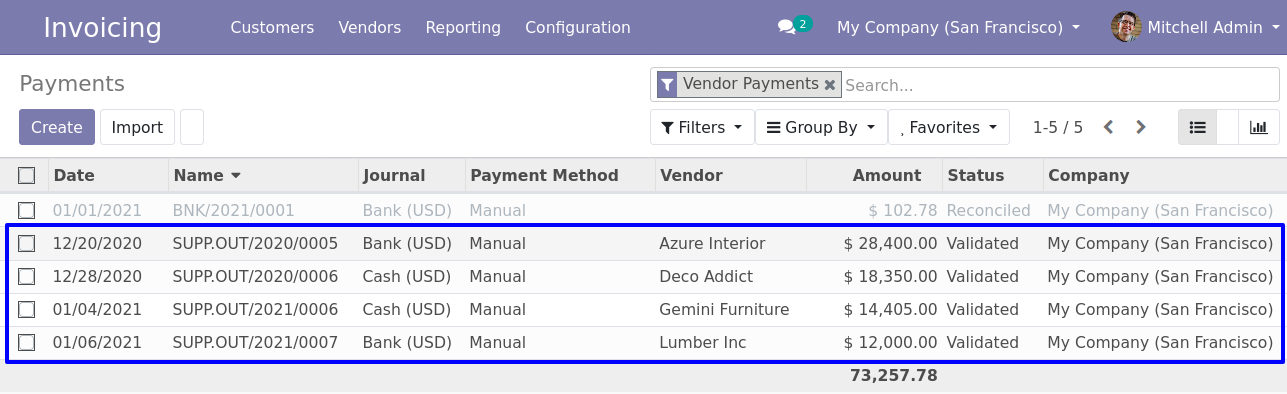 Invoicing Customers Vendors Reporting Configuration 2 My Company (San Francisco) Mitchell Admin
Payments Vendor Payments Search...
Create Import Filters Group By Favorites 1-5 / 5
Date Name Journal Payment Method Vendor Amount Status Company
01/01/2021 BNK/2021/0001 Bank (USD) Manual $ 102.78 Reconciled My Company (San Francisco)
12/20/2020 SUPP.OUT/2020/0005 Bank (USD) Manual Azure Interior $ 28,400.00 Validated My Company (San Francisco)
12/28/2020 SUPP.OUT/2020/0006 Cash (USD) Manual Deco Addict $ 18,350.00 Validated My Company (San Francisco)
01/04/2021 SUPP.OUT/2021/0006 Cash (USD) Manual Gemini Furniture $ 14,405.00 Validated My Company (San Francisco)
01/06/2021 SUPP.OUT/2021/0007 Bank (USD) Manual Lumber Inc $ 12,000.00 Validated My Company (San Francisco)
73,257.78